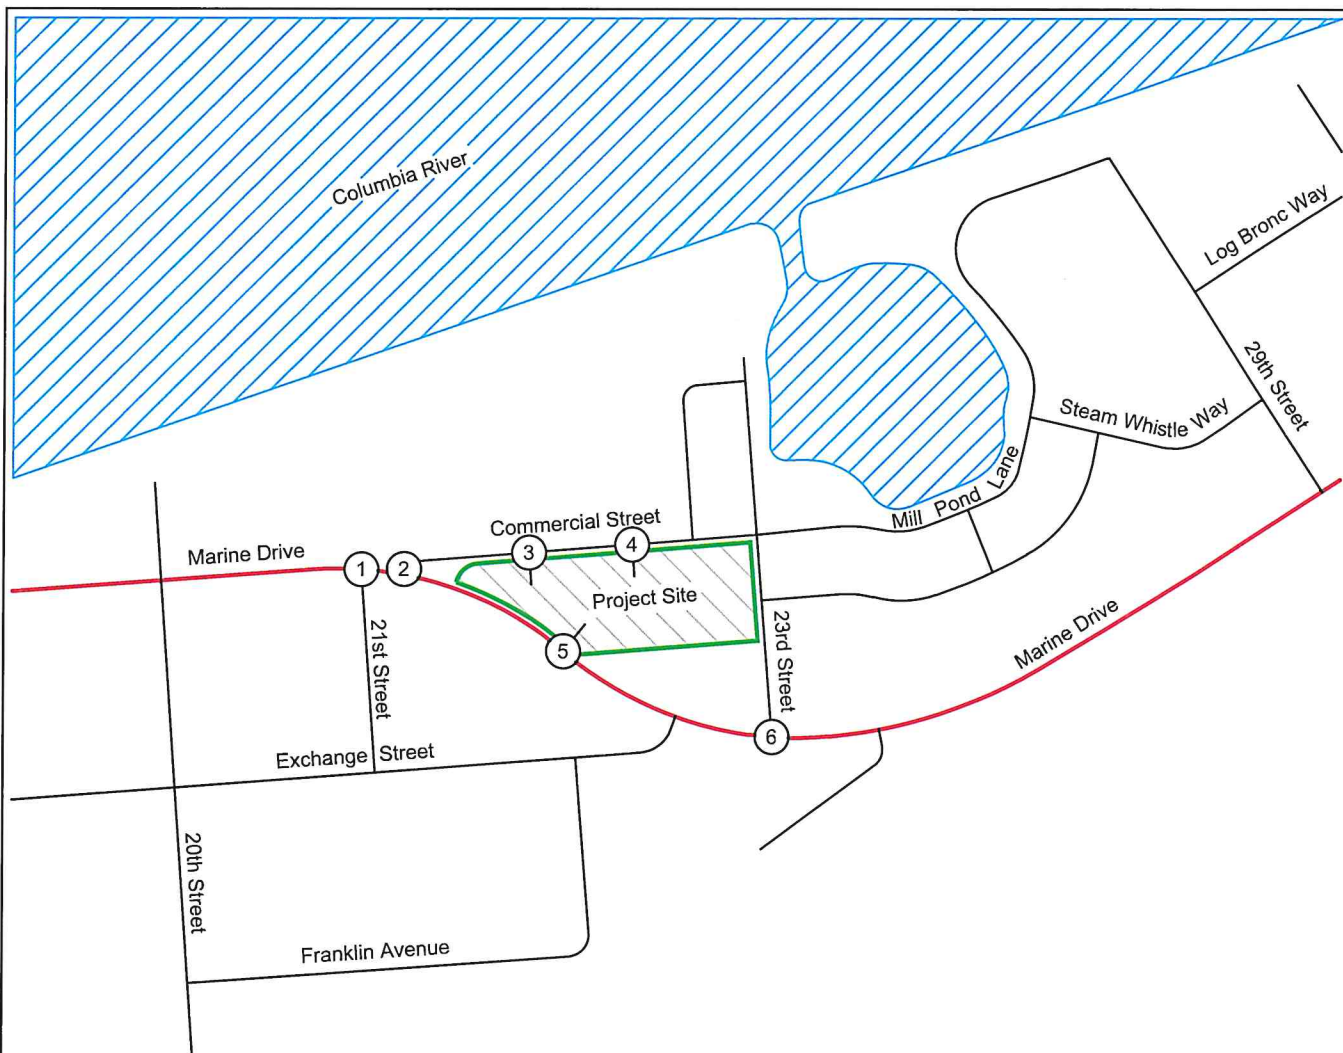 Columbia River
Log Bronc Way
29th Street
Steam Whistle Way
Mill Pond Lane
Commercial Street
Marine Drive
1
2
3
4
Project Site
5
21st Street
23rd Street
Marine Drive
6
Exchange Street
20th Street
Franklin Avenue